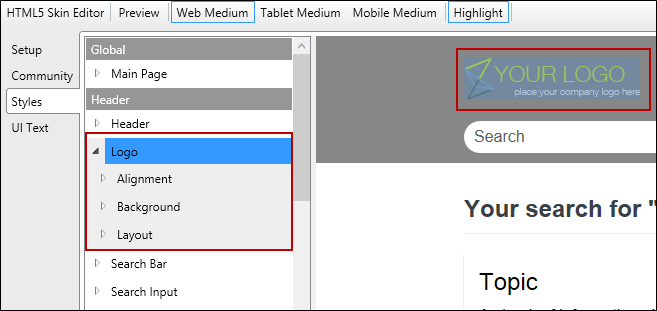 HTML5 Skin Editor Preview Web Medium Tablet Medium Mobile Medium Highlight
Setup
Community
Styles
UI Text
Global
Main Page
Header
Header
Logo
Alignment
Background
Layout
Search Bar
Search Input
YOUR LOGO
place your company logo here
Search
Your search for "
Topic